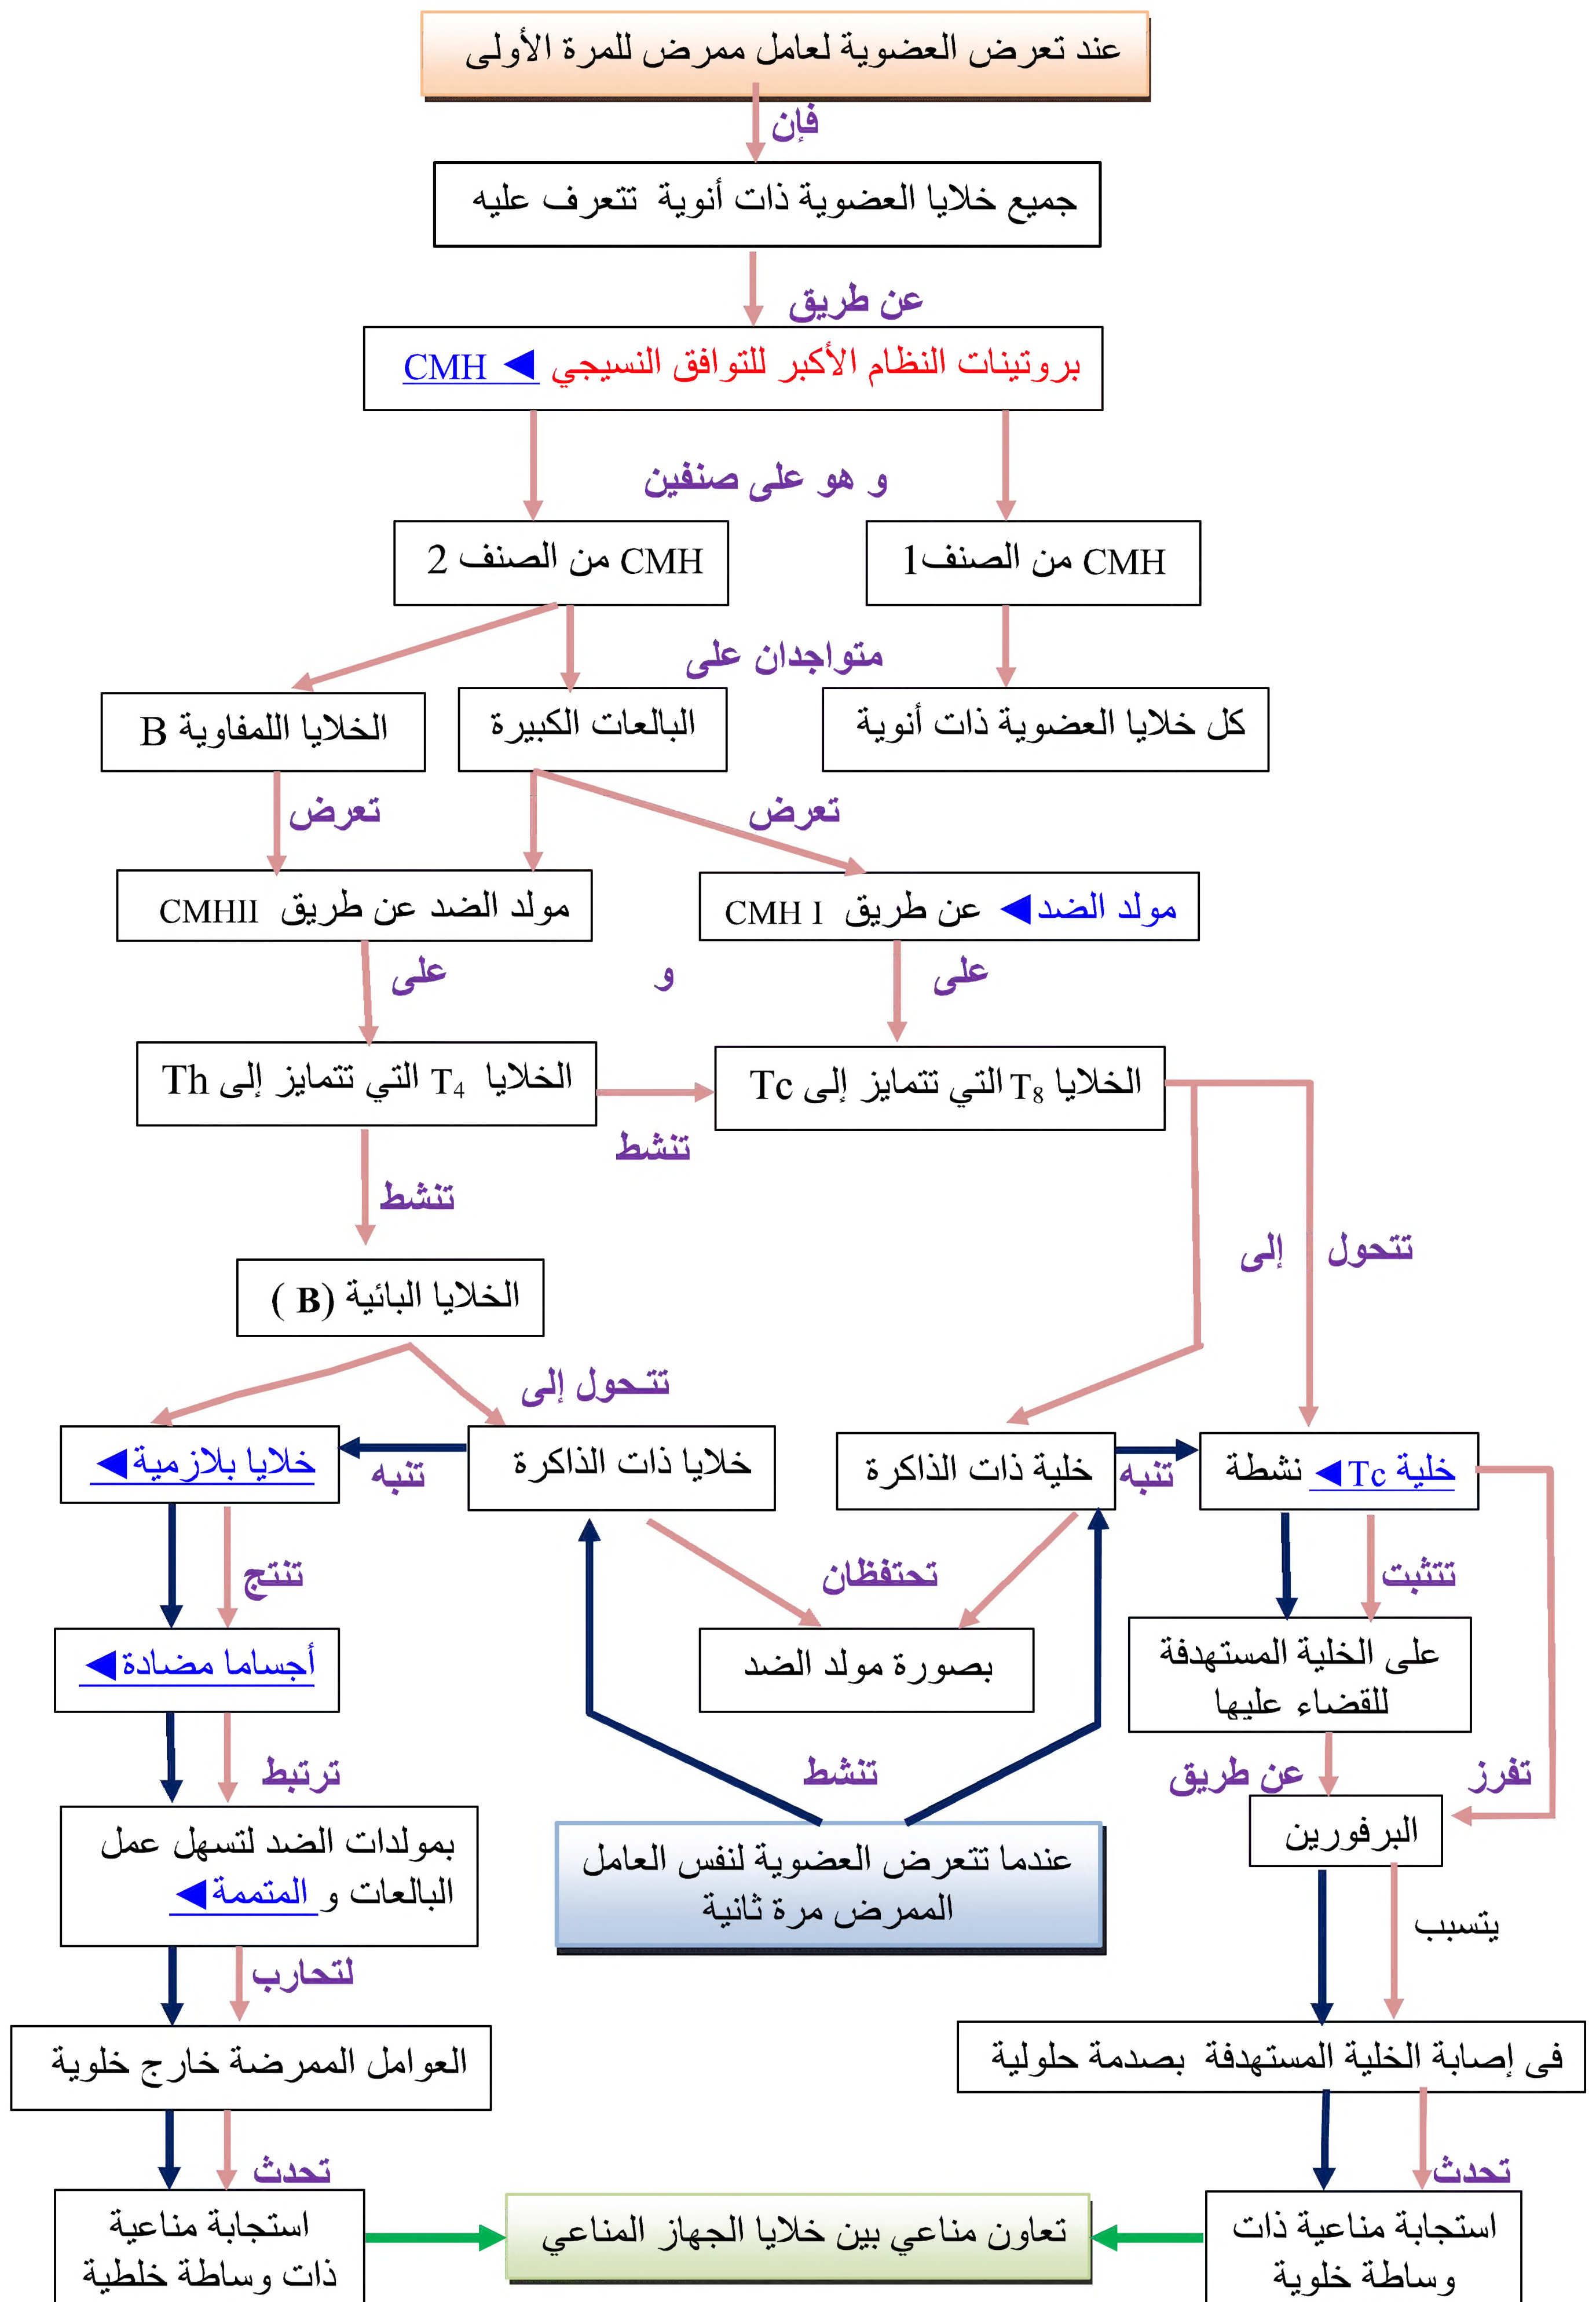 عند تعرض العضوية لعامل ممرض للمرة الأولى
فإن
جميع خلايا العضوية ذات أنوية تتعرف عليه
عن طريق
بروتينات النظام الأكبر للتوافق النسيجي ◄ CMH
و هو على صنفين
CMH من الصنف1
CMH من الصنف 2
متواجدان على
كل خلايا العضوية ذات أنوية
البالعات الكبيرة
الخلايا اللمفاوية B
تعرض
تعرض
مولد الضد◄ عن طريق CMH I
مولد الضد عن طريق CMHII
على
و
على
الخلايا T₈ التي تتمايز إلى Tc
الخلايا T₄ التي تتمايز إلى Th
تنشط
تنشط
تتحول
إلى
الخلايا البائية (B )
تتحول إلى
خلية Tc◄ نشطة
تنبه
خلية ذات الذاكرة
خلايا ذات الذاكرة
تنبه
خلايا بلازمية◄
تتثبت
تحتفظان
تنتج
على الخلية المستهدفة
للقضاء عليها
بصورة مولد الضد
أجساما مضادة◄
تفرز
عن طريق
تنشط
ترتبط
البرفورين
عندما تتعرض العضوية لنفس العامل
الممرض مرة ثانية
بمولدات الضد لتسهل عمل
البالعات و المتممة◄
يتسبب
لتحارب
فى إصابة الخلية المستهدفة بصدمة حلولية
العوامل الممرضة خارج خلوية
تحدث
تحدث
استجابة مناعية ذات
وساطة خلوية
تعاون مناعي بين خلايا الجهاز المناعي
استجابة مناعية
ذات وساطة خلطية